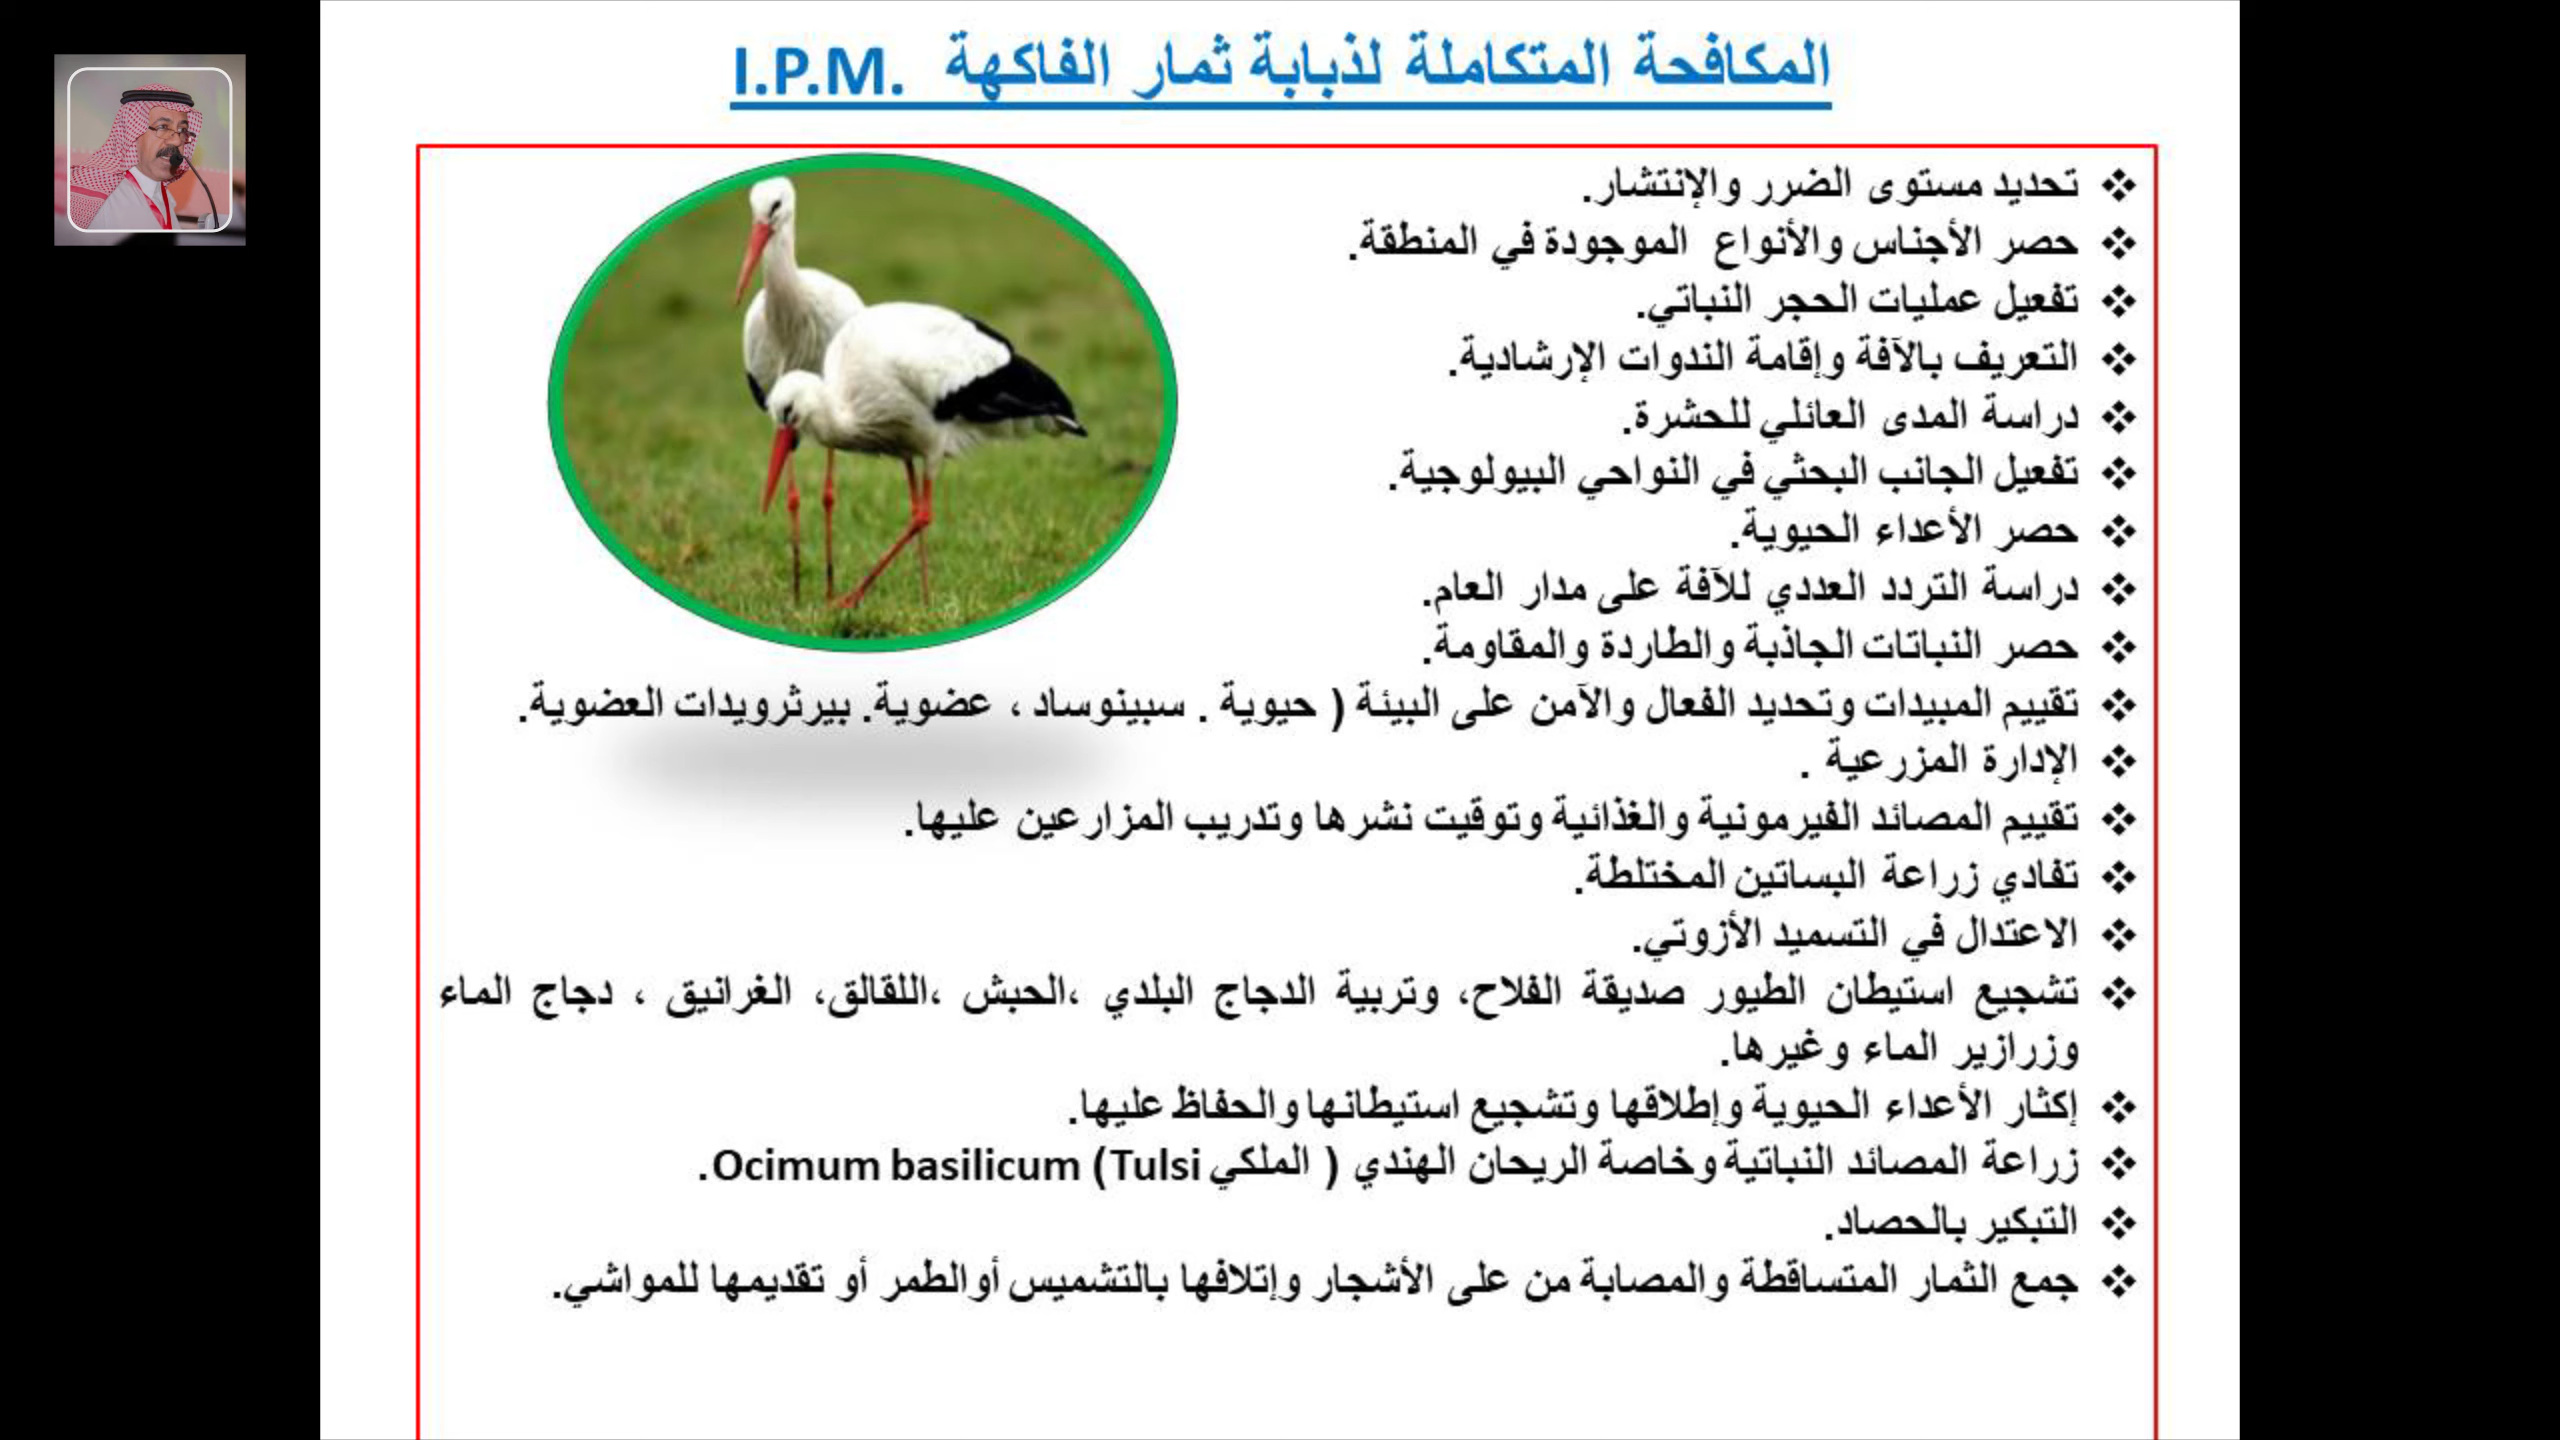 المكافحة المتكاملة لذبابة ثمار الفاكهة I.P.M.
❖ تحديد مستوى الضرر والإنتشار.
❖ حصر الأجناس والأنواع الموجودة في المنطقة.
❖ تفعيل عمليات الحجر النباتي.
❖ التعريف بالآفة وإقامة الندوات الإرشادية.
❖ دراسة المدى العائلي للحشرة.
❖ تفعيل الجانب البحثي في النواحي البيولوجية.
❖ حصر الأعداء الحيوية.
❖ دراسة التردد العددي للآفة على مدار العام.
❖ حصر النباتات الجاذبة والطاردة والمقاومة.
❖ تقييم المبيدات وتحديد الفعال والآمن على البيئة ( حيوية . سبينوساد ، عضوية. بيرثرويدات العضوية.
❖ الإدارة المزرعية .
❖ تقييم المصائد الفيرمونية والغذائية وتوقيت نشرها وتدريب المزارعين عليها.
❖ تفادي زراعة البساتين المختلطة.
❖ الاعتدال في التسميد الأزوتي.
❖ تشجيع استيطان الطيور صديقة الفلاح، وتربية الدجاج البلدي ،الحبش ،اللقالق، الغرانيق ، دجاج الماء
وزرازير الماء وغيرها.
❖ إكثار الأعداء الحيوية وإطلاقها وتشجيع استيطانها والحفاظ عليها.
❖ زراعة المصائد النباتية وخاصة الريحان الهندي ( الملكي Tulsi) Ocimum basilicum.
❖ التبكير بالحصاد.
❖ جمع الثمار المتساقطة والمصابة من على الأشجار وإتلافها بالتشميس أوالطمر أو تقديمها للمواشي.